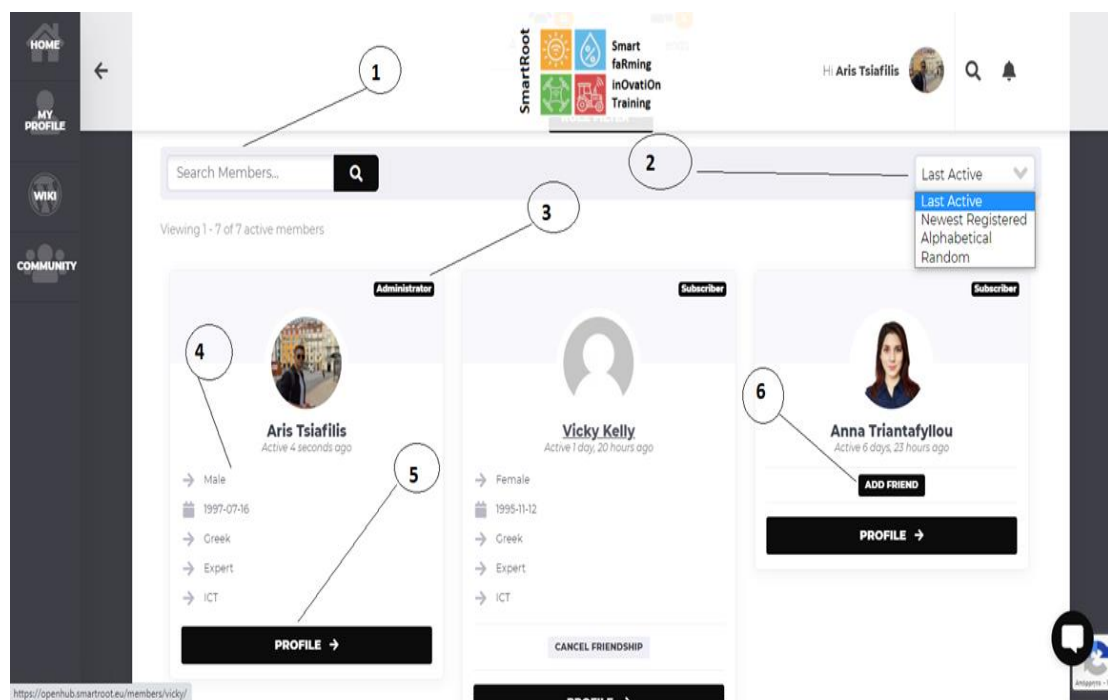 HOME
MY
PROFILE
WIKI
COMMUNITY
1
SmartRoot
Smart
faRming
inOvatiOn
Training
Hi Aris Tsiafilis
Search Members...
2
Last Active
Last Active
Newest Registered
Alphabetical
Random
3
Viewing 1 - 7 of 7 active members
Administrator
Subscriber
Subscriber
4
Aris Tsiafilis
Active 4 seconds ago
Male
1997-07-16
Greek
Expert
ICT
5
PROFILE →
Vicky Kelly
Active 1 day, 20 hours ago
Female
1995-11-12
Greek
Expert
ICT
CANCEL FRIENDSHIP
6
Anna Triantafyllou
Active 6 days, 23 hours ago
ADD FRIEND
PROFILE →
https://openhub.smartroot.eu/members/vicky/